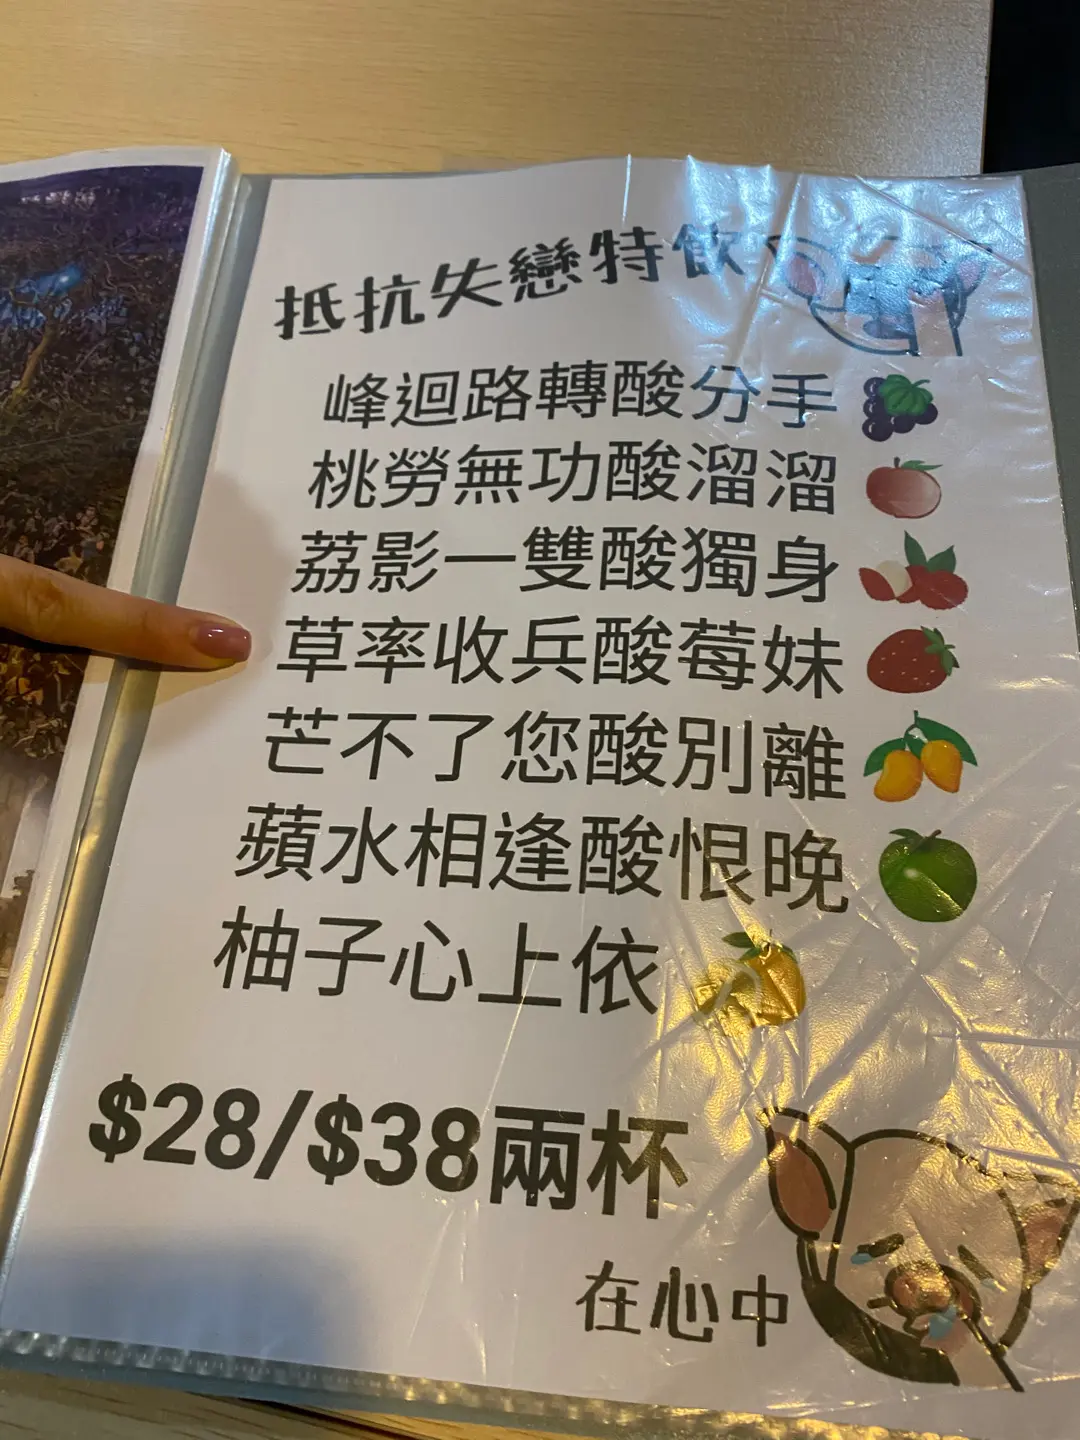 抵抗失戀特飲
峰迴路轉酸分手
桃勞無功酸溜溜
荔影一雙酸獨身
草率收兵酸莓妹
芒不了您酸別離
蘋水相逢酸恨晚
柚子心上依
$28/$38兩杯
在心中